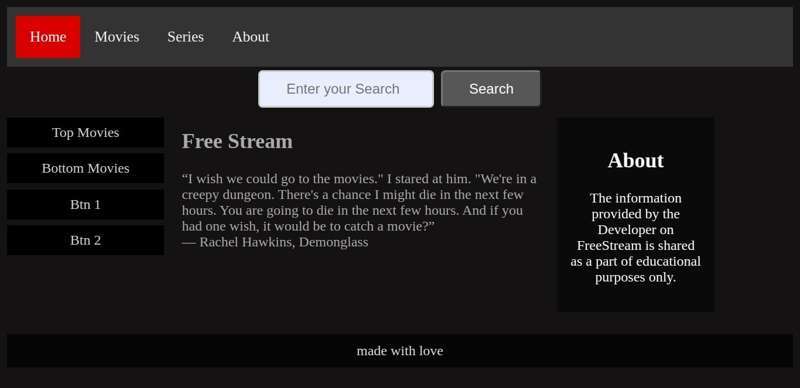 Home Movies Series About
Enter your Search Search
Top Movies
Bottom Movies
Btn 1
Btn 2
Free Stream
“I wish we could go to the movies." I stared at him. "We're in a
creepy dungeon. There's a chance I might die in the next few
hours. You are going to die in the next few hours. And if you
had one wish, it would be to catch a movie?”
— Rachel Hawkins, Demonglass
About
The information
provided by the
Developer on
FreeStream is shared
as a part of educational
purposes only.
made with love